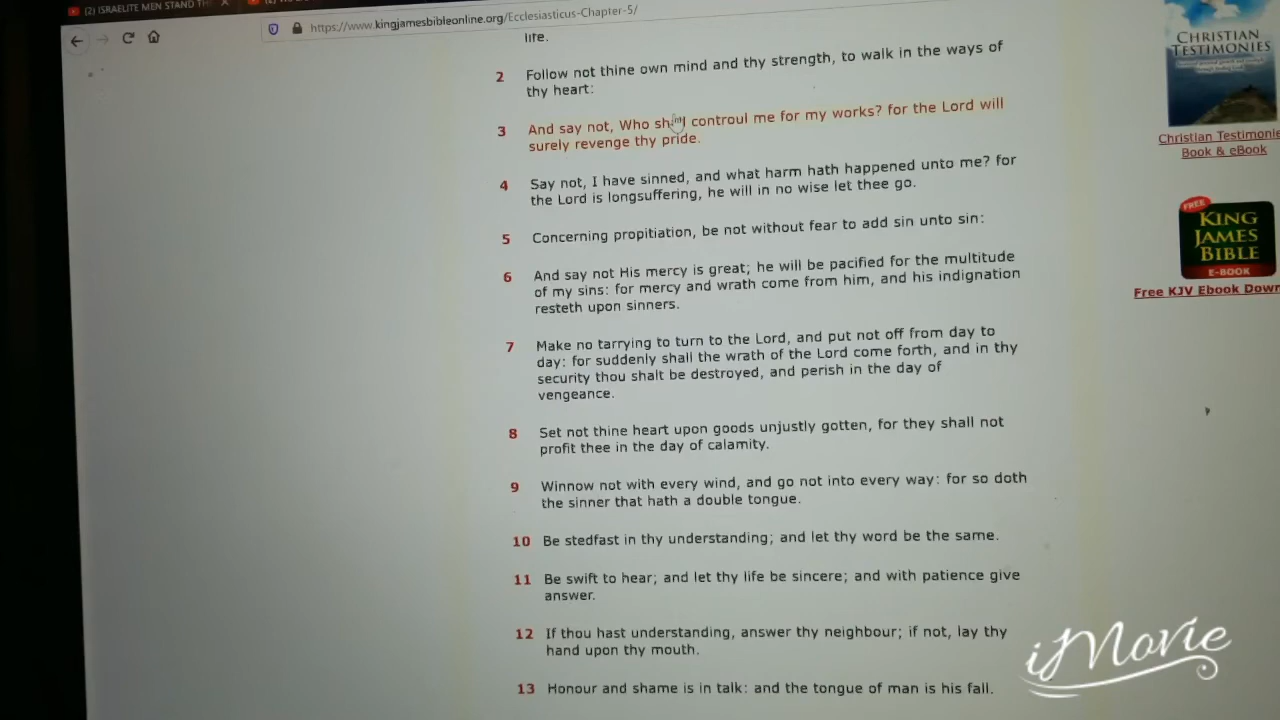 (2) ISRAELITE MEN STAND TH
https://www.kingjamesbibleonline.org/Ecclesiasticus-Chapter-5/
life.
2 Follow not thine own mind and thy strength, to walk in the ways of
thy heart:
3 And say not, Who shall controul me for my works? for the Lord will
surely revenge thy pride.
4 Say not, I have sinned, and what harm hath happened unto me? for
the Lord is longsuffering, he will in no wise let thee go.
5 Concerning propitiation, be not without fear to add sin unto sin:
6 And say not His mercy is great; he will be pacified for the multitude
of my sins: for mercy and wrath come from him, and his indignation
resteth upon sinners.
7 Make no tarrying to turn to the Lord, and put not off from day to
day: for suddenly shall the wrath of the Lord come forth, and in thy
security thou shalt be destroyed, and perish in the day of
vengeance.
8 Set not thine heart upon goods unjustly gotten, for they shall not
profit thee in the day of calamity.
9 Winnow not with every wind, and go not into every way: for so doth
the sinner that hath a double tongue.
10 Be stedfast in thy understanding; and let thy word be the same.
11 Be swift to hear; and let thy life be sincere; and with patience give
answer.
12 If thou hast understanding, answer thy neighbour; if not, lay thy
hand upon thy mouth.
13 Honour and shame is in talk: and the tongue of man is his fall.
CHRISTIAN
TESTIMONIES
Christian Testimonie
Book & eBook
FREE
KING
JAMES
BIBLE
E-BOOK
Free KJV Ebook Down
iMovie